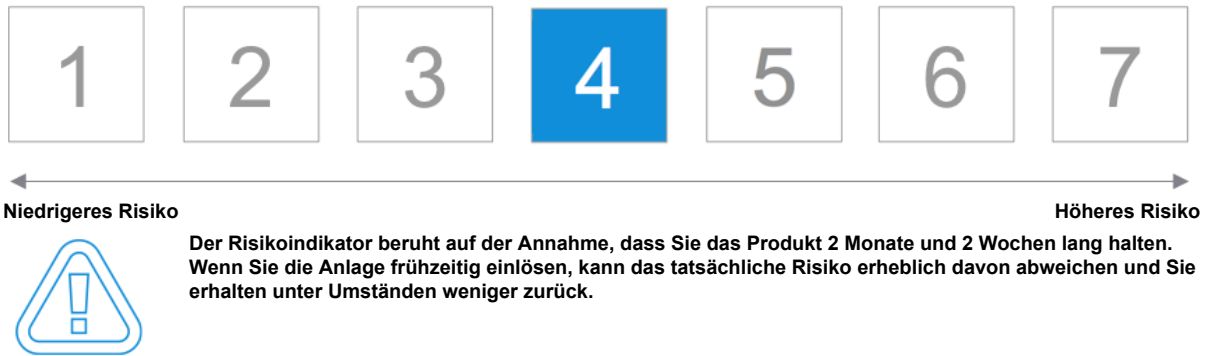 1 2 3 4 5 6 7
Niedrigeres Risiko Höheres Risiko
Der Risikoindikator beruht auf der Annahme, dass Sie das Produkt 2 Monate und 2 Wochen lang halten.
Wenn Sie die Anlage frühzeitig einlösen, kann das tatsächliche Risiko erheblich davon abweichen und Sie
erhalten unter Umständen weniger zurück.